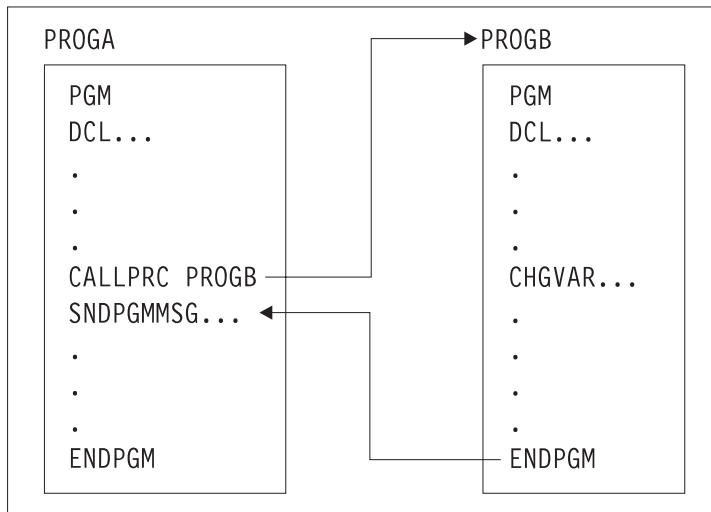 PROGA
PGM
DCL...
.
.
.
CALLPRC PROGB
SNDPGMMSG...
.
.
.
ENDPGM
PROGB
PGM
DCL...
.
.
.
CHGVAR...
.
.
.
.
ENDPGM